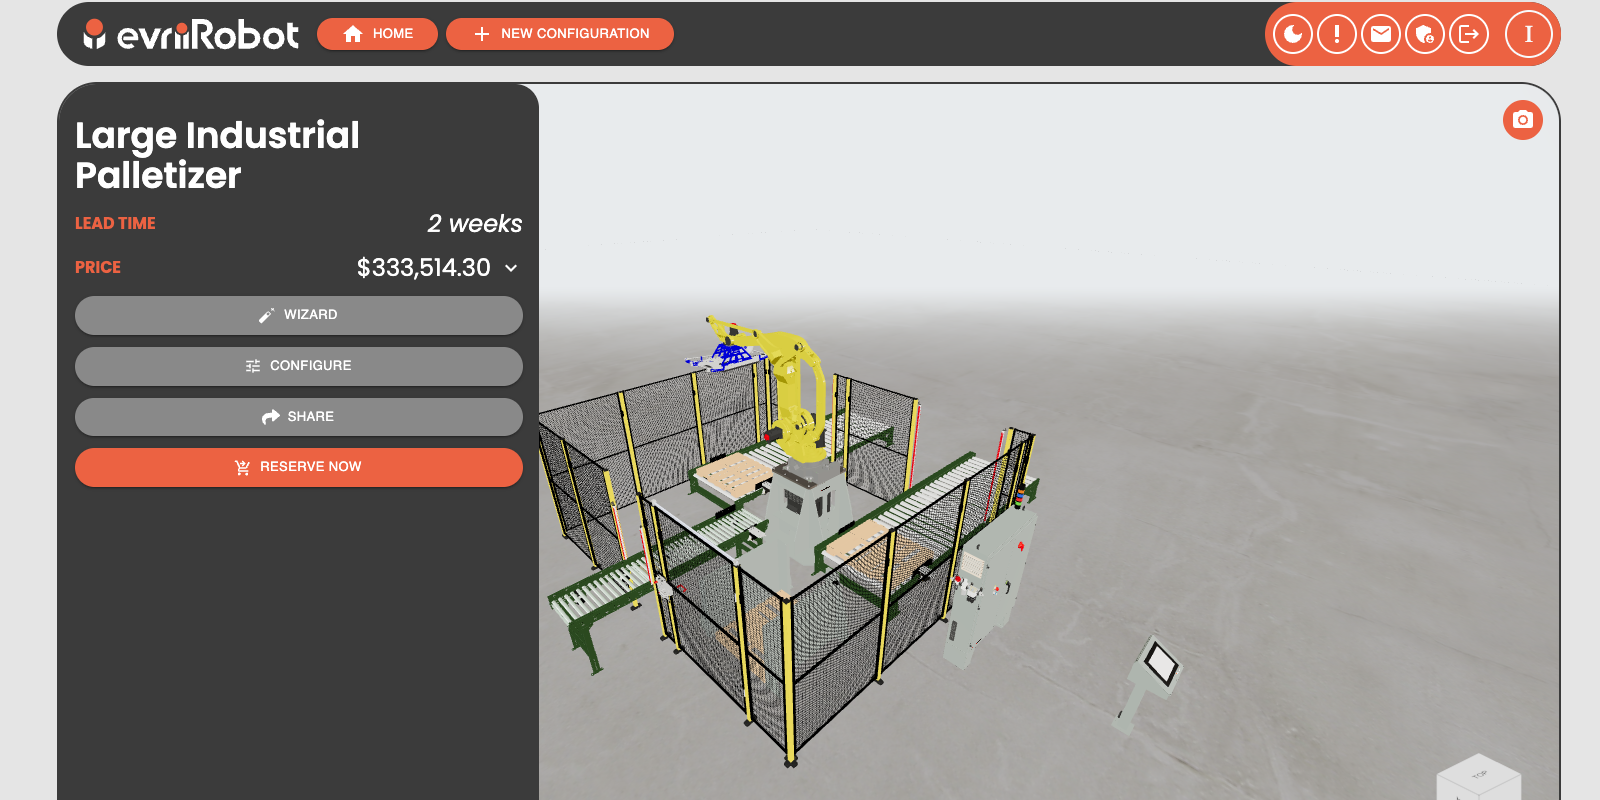 evriiRobot
HOME
NEW CONFIGURATION
I
Large Industrial
Palletizer
LEAD TIME
2 weeks
PRICE
$333,514.30
WIZARD
CONFIGURE
SHARE
RESERVE NOW
TOP